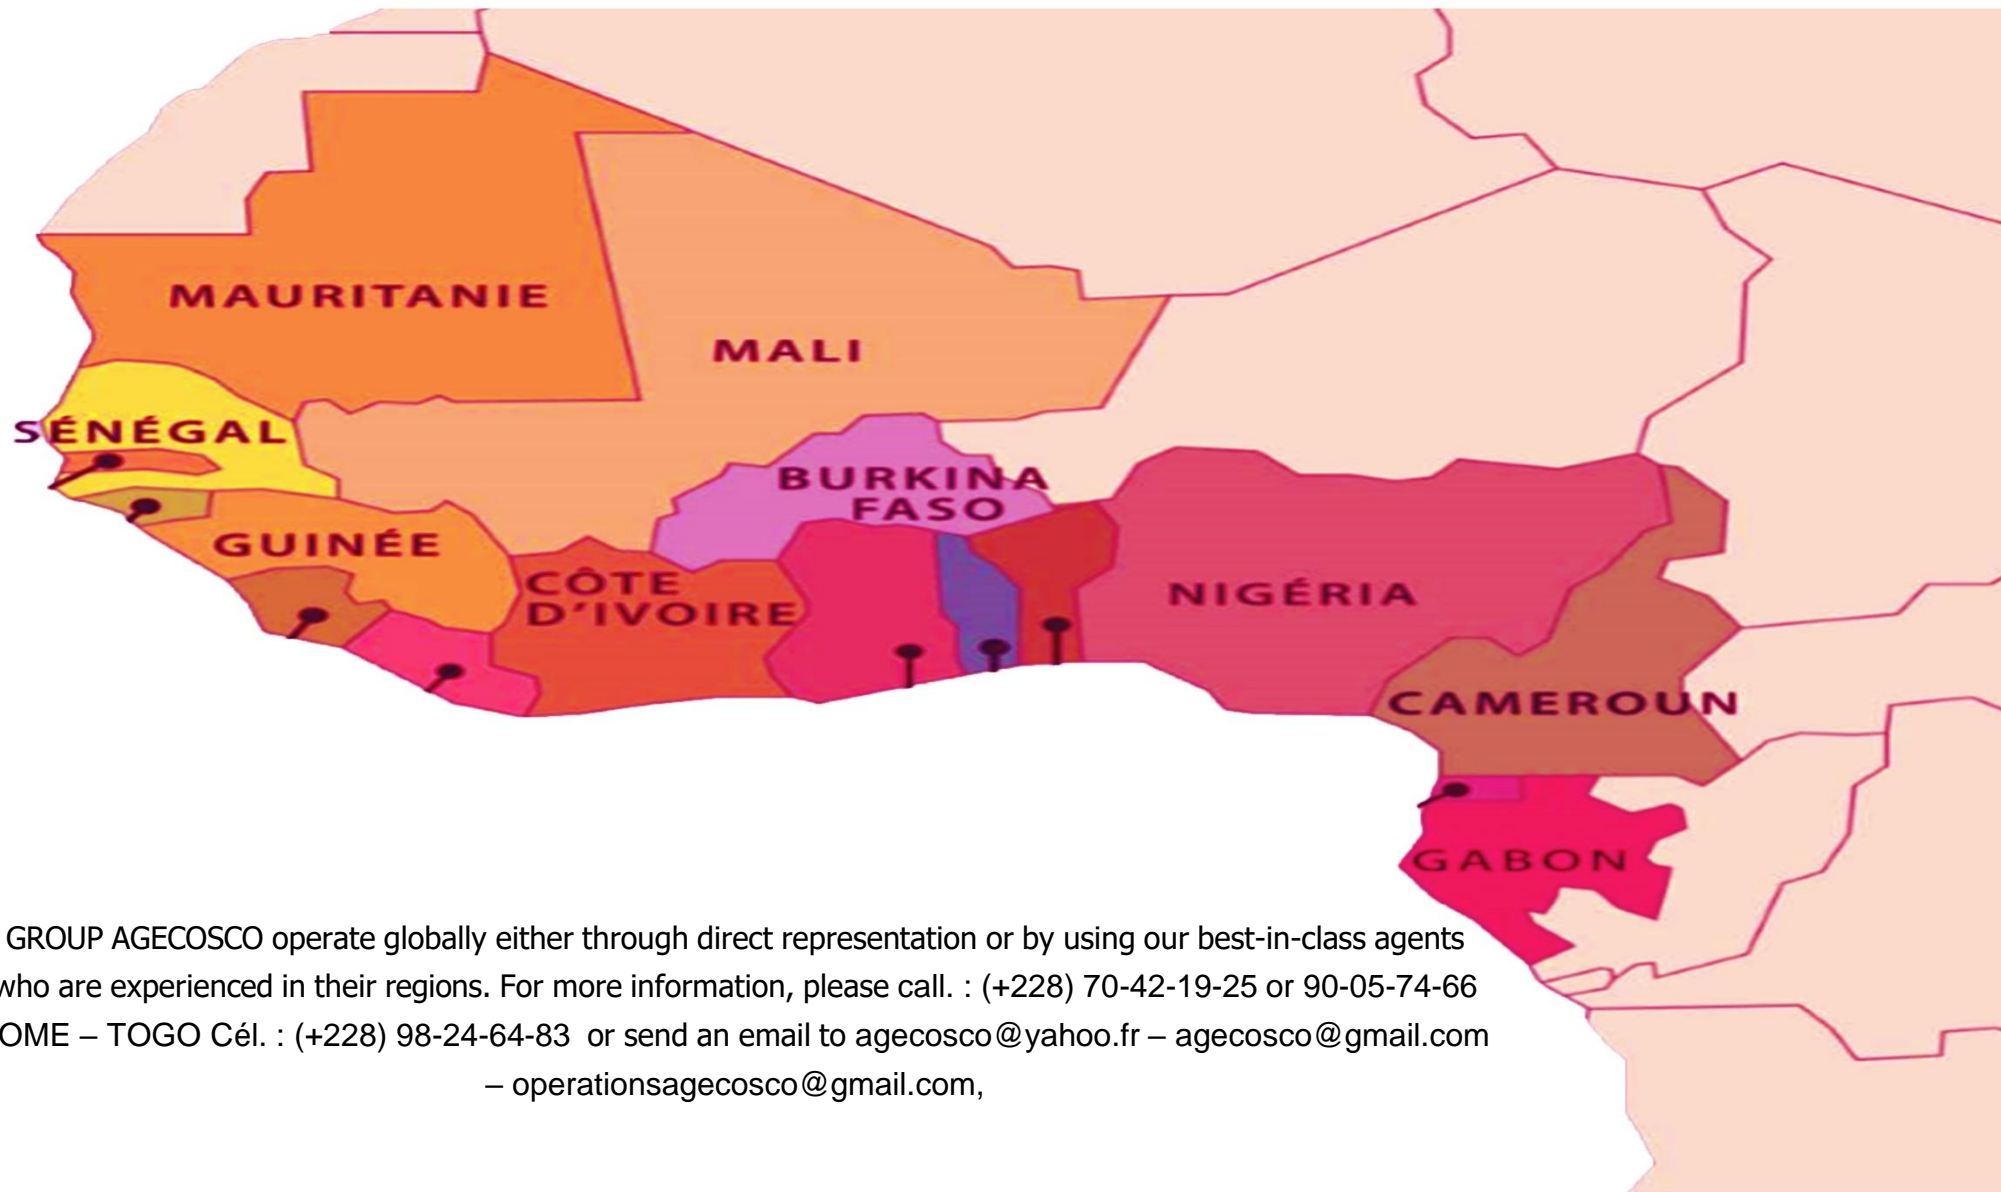 MAURITANIE
MALI
SÉNÉGAL
BURKINA
FASO
GUINÉE
CÔTE
D'IVOIRE
NIGÉRIA
CAMEROUN
GABON
GROUP AGECOSCO operate globally either through direct representation or by using our best-in-class agents
who are experienced in their regions. For more information, please call. : (+228) 70-42-19-25 or 90-05-74-66
OME – TOGO Cél. : (+228) 98-24-64-83 or send an email to agecosco@yahoo.fr – agecosco@gmail.com
– operationsagecosco@gmail.com,